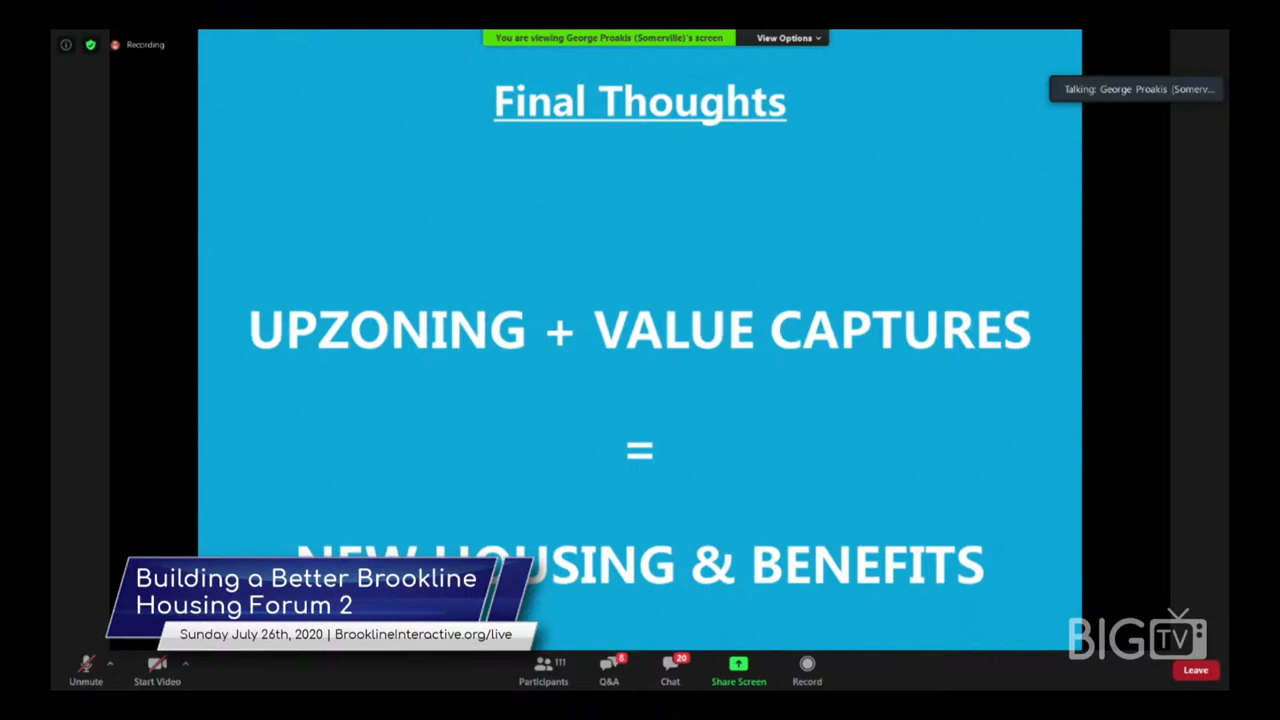 Recording
You are viewing George Proakis (Somerville)'s screen
View Options
Talking: George Proakis (Somerv...
Final Thoughts
UPZONING + VALUE CAPTURES
=
NEW HOUSING & BENEFITS
Building a Better Brookline
Housing Forum 2
Sunday July 26th, 2020 | BrooklineInteractive.org/live
BIG TV
Unmute
Start Video
Participants
111
Q&A
8
Chat
20
Share Screen
Record
Leave